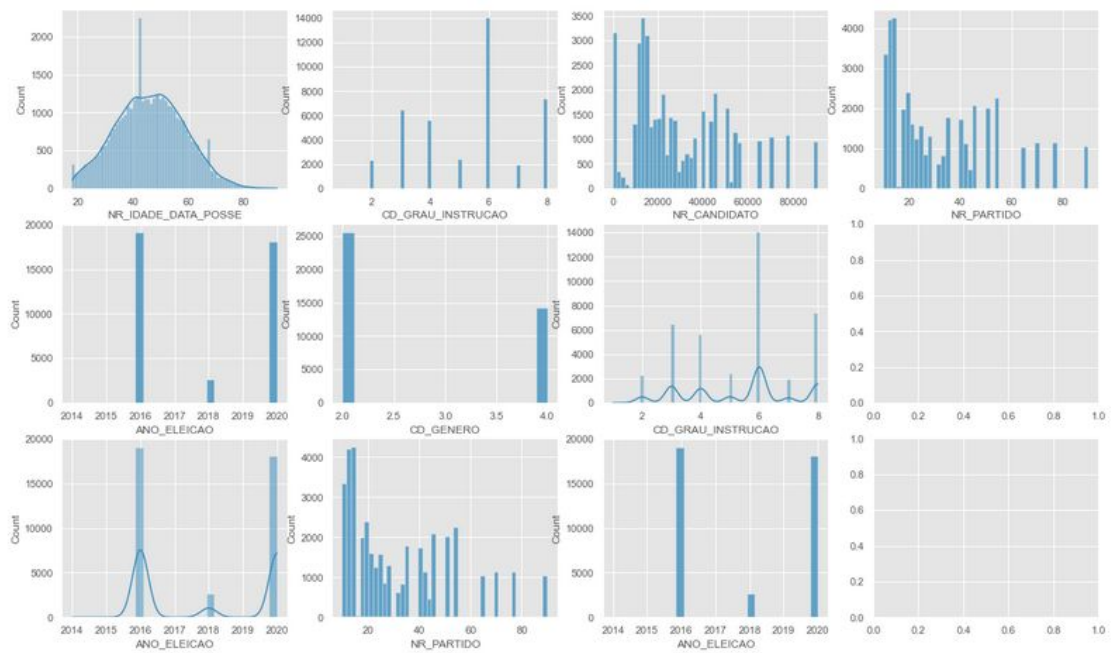 2000
1500
1000
500
0
Count
20 40 60 80
NR_IDADE_DATA_POSSE
14000
12000
10000
8000
6000
4000
2000
0
Count
2 4 6 8
CD_GRAU_INSTRUCAO
3500
3000
2500
2000
1500
1000
500
0
Count
0 20000 40000 60000 80000
NR_CANDIDATO
4000
3000
2000
1000
0
Count
20 40 60 80
NR_PARTIDO
20000
15000
10000
5000
0
Count
2014 2015 2016 2017 2018 2019 2020
ANO_ELEICAO
25000
20000
15000
10000
5000
0
Count
2.0 2.5 3.0 3.5 4.0
CD_GENERO
14000
12000
10000
8000
6000
4000
2000
0
Count
2 4 6 8
CD_GRAU_INSTRUCAO
1.0
0.8
0.6
0.4
0.2
0.0
0.0 0.2 0.4 0.6 0.8 1.0
20000
15000
10000
5000
0
Count
2014 2015 2016 2017 2018 2019 2020
ANO_ELEICAO
4000
3000
2000
1000
0
Count
20 40 60 80
NR_PARTIDO
20000
15000
10000
5000
0
Count
2014 2015 2016 2017 2018 2019 2020
ANO_ELEICAO
1.0
0.8
0.6
0.4
0.2
0.0
0.0 0.2 0.4 0.6 0.8 1.0